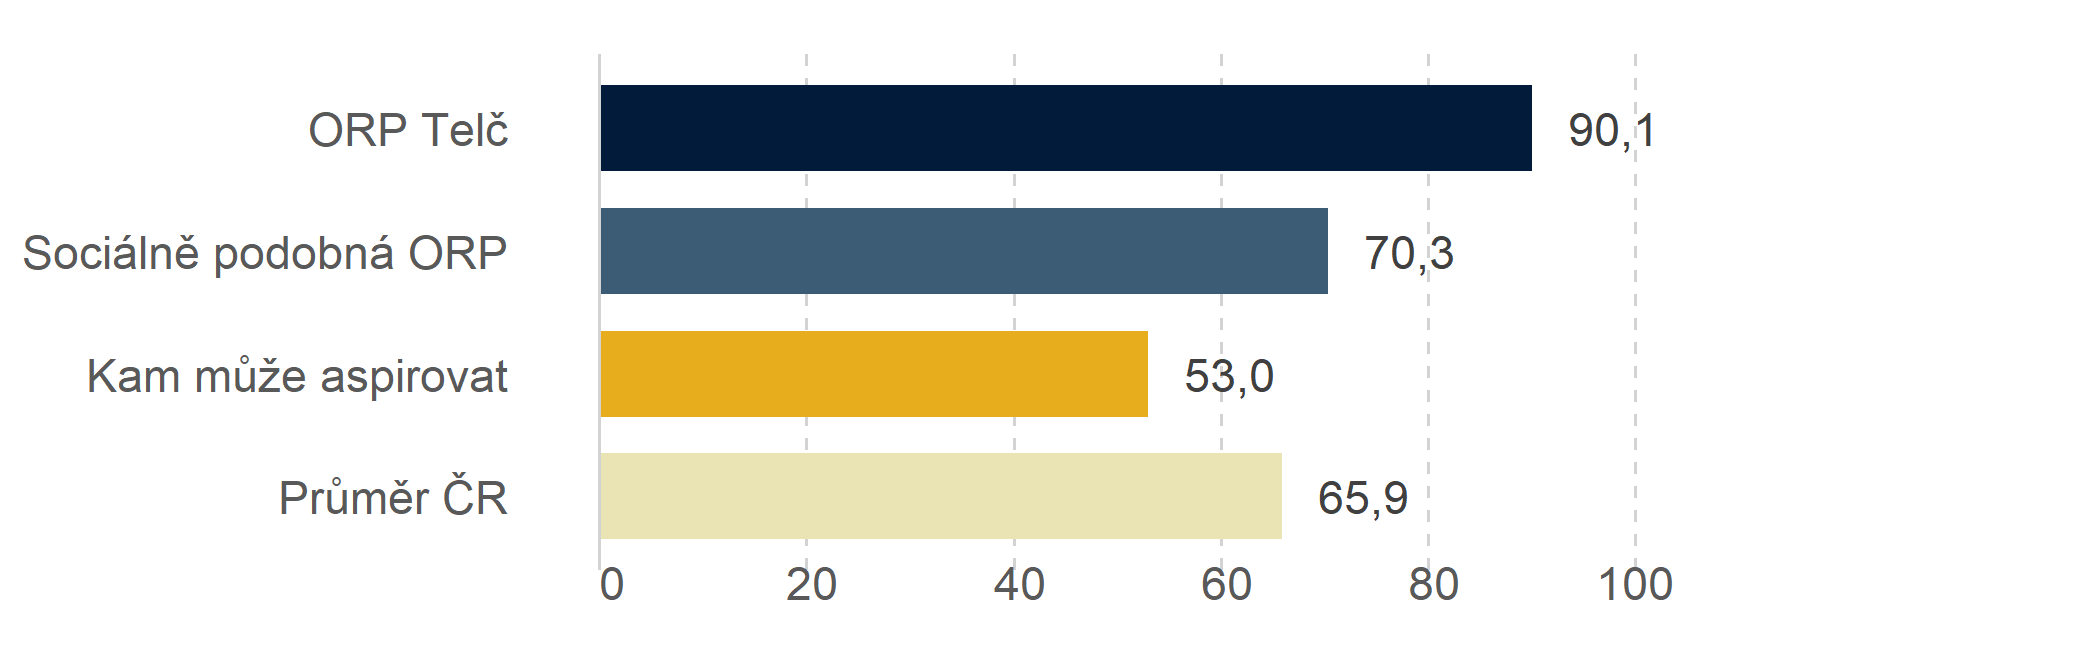 ORP Telč 90,1
Sociálně podobná ORP 70,3
Kam může aspirovat 53,0
Průměr ČR 65,9
0 20 40 60 80 100